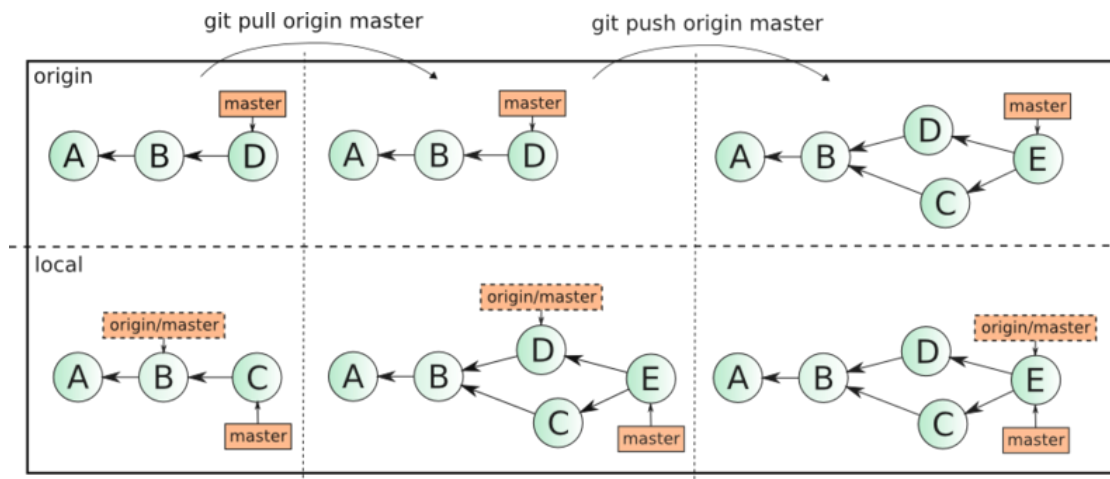 git pull origin master
git push origin master
origin
master
A B D
master
A B D
master
A B D C E
local
origin/master
A B C
master
origin/master
A B D C E
master
origin/master
A B D C E
master